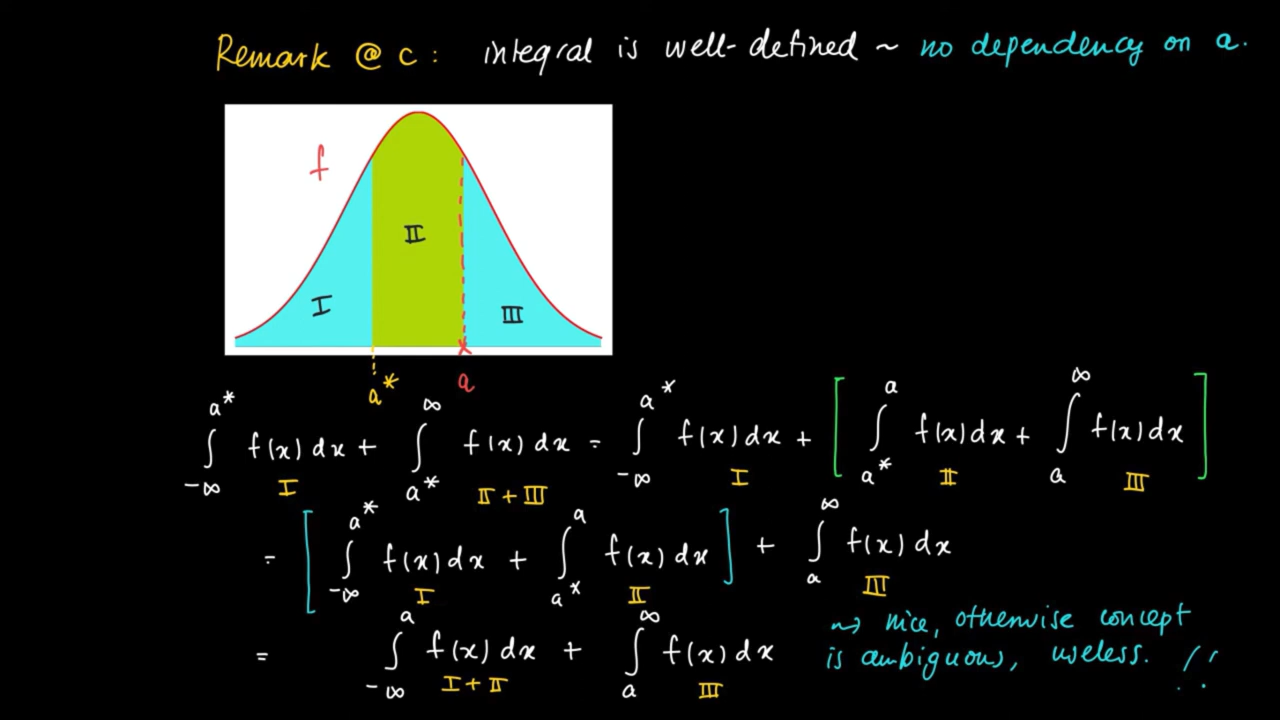 Remark @ c : integral is well-defined ~ no dependency on a.
f
II
I
III
a* a
∫_{-∞}^{a*} f(x) dx + ∫_{a*}^{∞} f(x) dx = ∫_{-∞}^{a*} f(x) dx + [ ∫_{a*}^{a} f(x) dx + ∫_{a}^{∞} f(x) dx ]
I II + III I II III
= [ ∫_{-∞}^{a*} f(x) dx + ∫_{a*}^{a} f(x) dx ] + ∫_{a}^{∞} f(x) dx
I II III
= ∫_{-∞}^{a} f(x) dx + ∫_{a}^{∞} f(x) dx
I + II III
⇝ nice, otherwise concept
is ambiguous, useless. !!